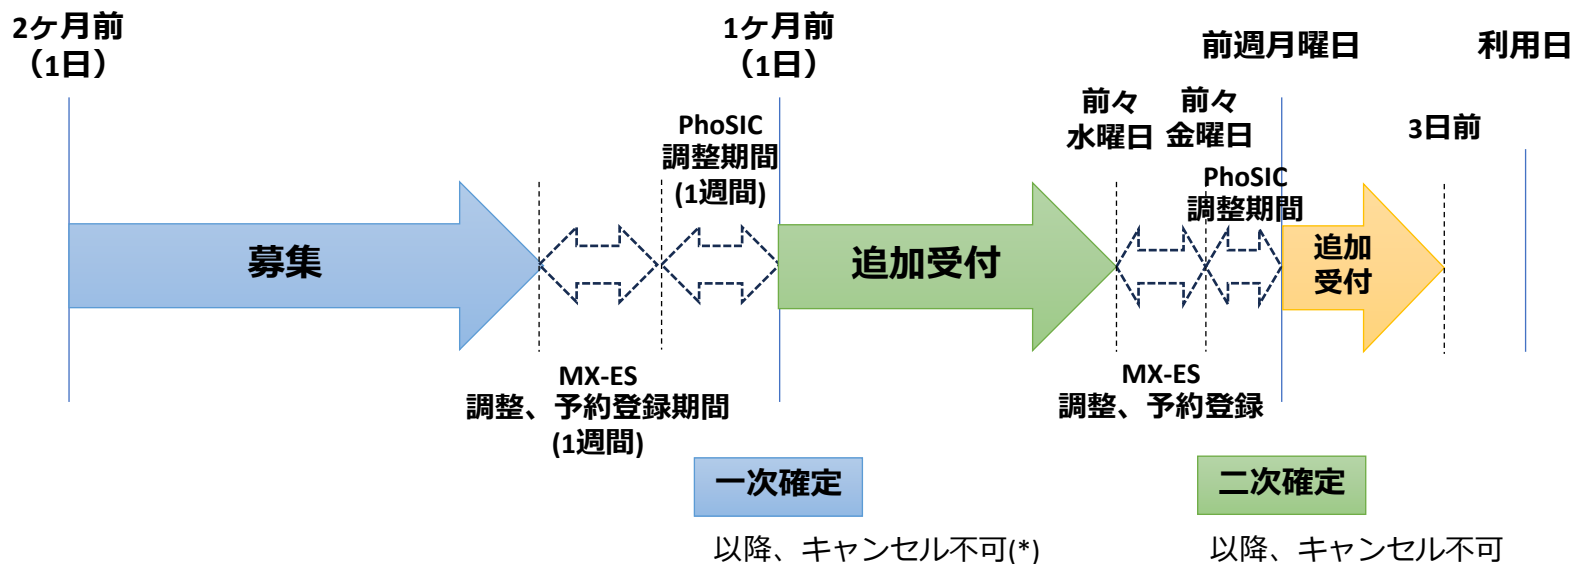 2ヶ月前
（1日）
1ヶ月前
（1日）
前週月曜日
利用日
前々
水曜日
前々
金曜日
3日前
PhoSIC
調整期間
(1週間)
PhoSIC
調整期間
募集
追加受付
追加
受付
MX-ES
調整、予約登録期間
(1週間)
MX-ES
調整、予約登録
一次確定
二次確定
以降、キャンセル不可(*)
以降、キャンセル不可